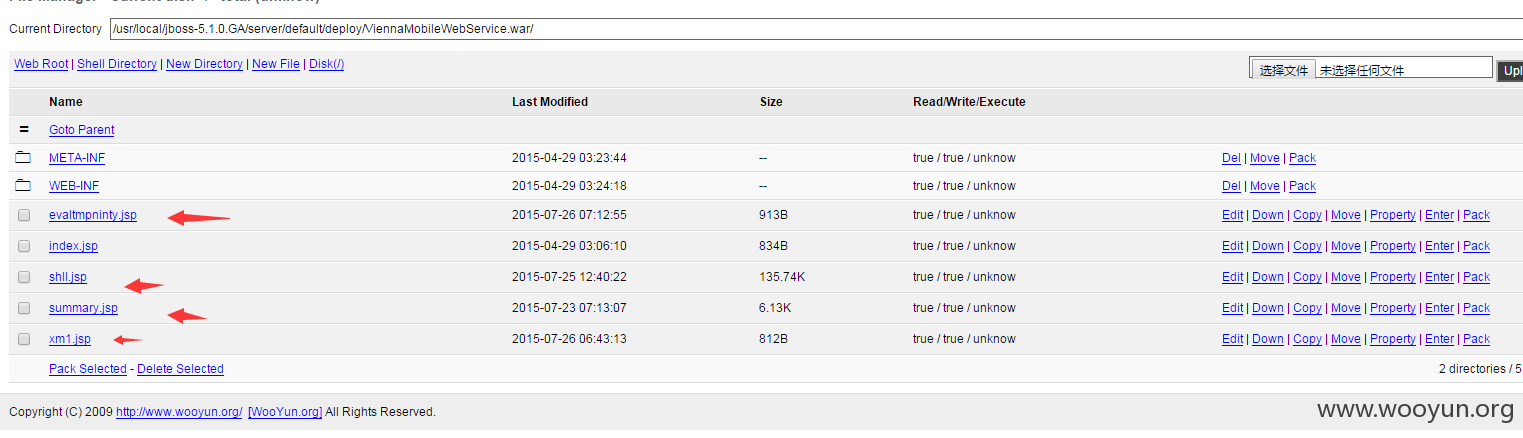 File Manager - Current disk total (unknow)
Current Directory /usr/local/jboss-5.1.0.GA/server/default/deploy/ViennaMobileWebService.war/
Web Root | Shell Directory | New Directory | New File | Disk(/) 选择文件 未选择任何文件 Upl
Name Last Modified Size Read/Write/Execute
= Goto Parent
META-INF 2015-04-29 03:23:44 -- true / true / unknow Del | Move | Pack
WEB-INF 2015-04-29 03:24:18 -- true / true / unknow Del | Move | Pack
evaltmpninty.jsp 2015-07-26 07:12:55 913B true / true / unknow Edit | Down | Copy | Move | Property | Enter | Pack
index.jsp 2015-04-29 03:06:10 834B true / true / unknow Edit | Down | Copy | Move | Property | Enter | Pack
shll.jsp 2015-07-25 12:40:22 135.74K true / true / unknow Edit | Down | Copy | Move | Property | Enter | Pack
summary.jsp 2015-07-23 07:13:07 6.13K true / true / unknow Edit | Down | Copy | Move | Property | Enter | Pack
xm1.jsp 2015-07-26 06:43:13 812B true / true / unknow Edit | Down | Copy | Move | Property | Enter | Pack
Pack Selected - Delete Selected 2 directories / 5
Copyright (C) 2009 http://www.wooyun.org/ [WooYun.org] All Rights Reserved.
www.wooyun.org